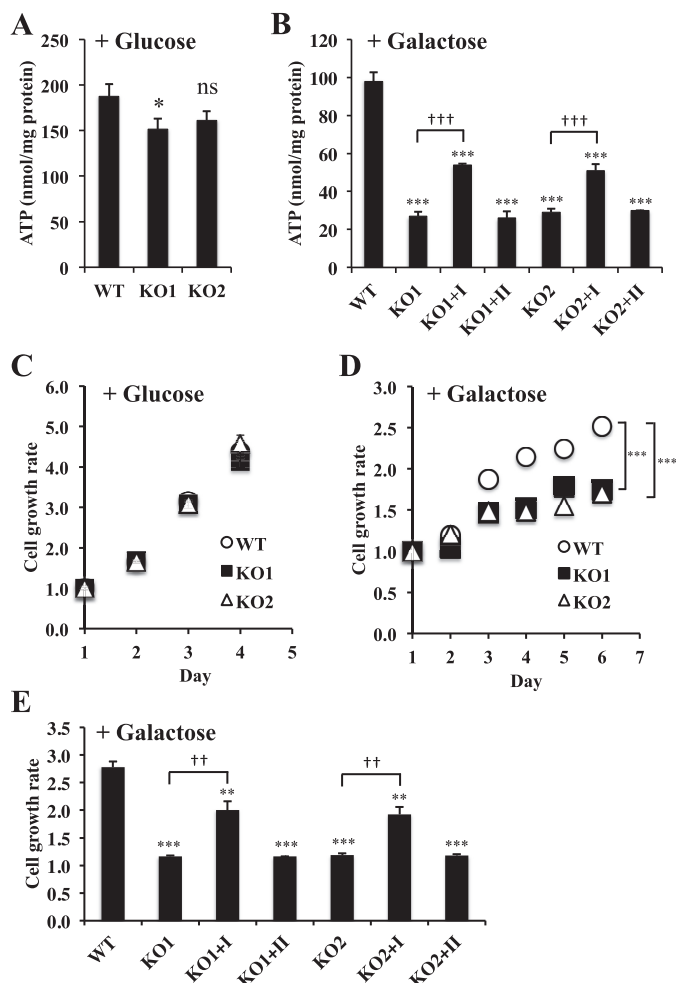 A
+ Glucose
ATP (nmol/mg protein)
250
200
150
100
50
0
*
ns
WT KO1 KO2
B
+ Galactose
ATP (nmol/mg protein)
120
100
80
60
40
20
0
††† †††
*** *** *** *** *** ***
WT KO1 KO1+I KO1+II KO2 KO2+I KO2+II
C
+ Glucose
Cell growth rate
6.0
5.0
4.0
3.0
2.0
1.0
0.0
WT
KO1
KO2
1 2 3 4 5
Day
D
+ Galactose
Cell growth rate
3.0
2.5
2.0
1.5
1.0
0.5
0.0
*** ***
WT
KO1
KO2
1 2 3 4 5 6 7
Day
E
+ Galactose
Cell growth rate
3.5
3.0
2.5
2.0
1.5
1.0
0.5
0.0
†† ††
*** ** *** *** ** ***
WT KO1 KO1+I KO1+II KO2 KO2+I KO2+II